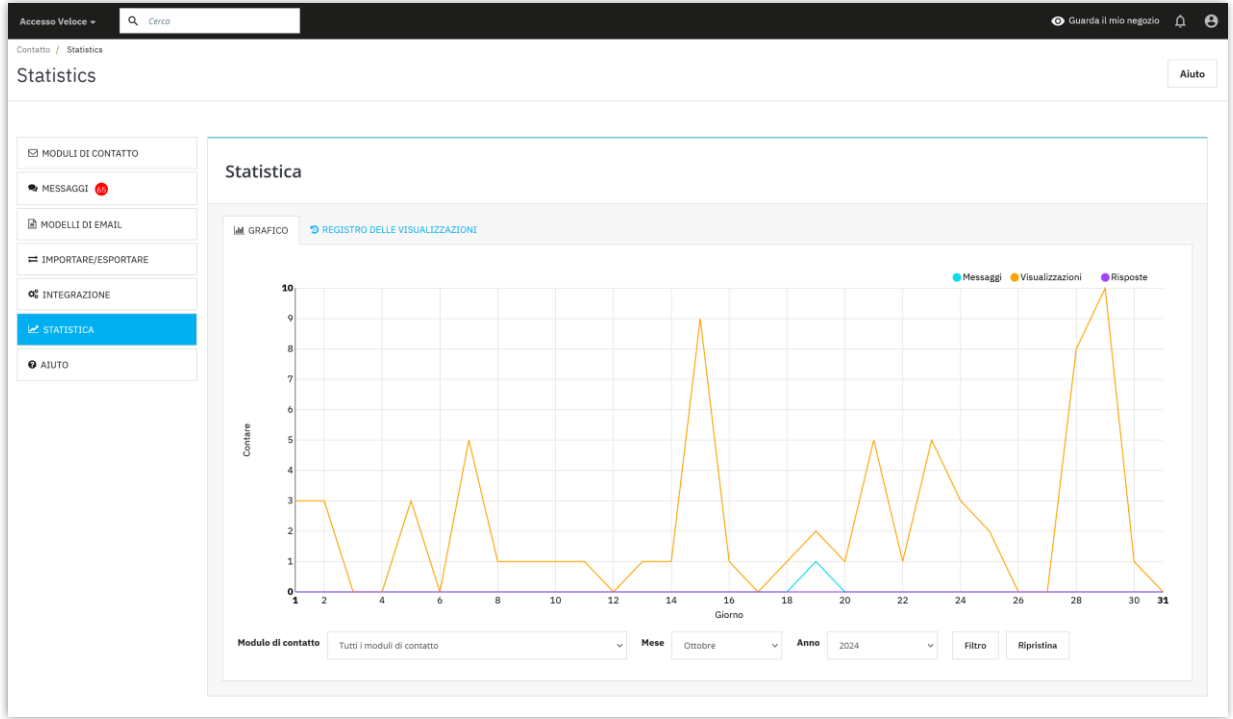 Accesso Veloce
Cerca
Guarda il mio negozio
Contatto / Statistics
Statistics
Aiuto
MODULI DI CONTATTO
MESSAGGI 65
MODELLI DI EMAIL
IMPORTARE/ESPORTARE
INTEGRAZIONE
STATISTICA
AIUTO
Statistica
GRAFICO
REGISTRO DELLE VISUALIZZAZIONI
Messaggi Visualizzazioni Risposte
10
9
8
7
6
5
4
3
2
1
0
Contare
1 2 4 6 8 10 12 14 16 18 20 22 24 26 28 30 31
Giorno
Modulo di contatto Tutti i moduli di contatto Mese Ottobre Anno 2024 Filtro Ripristina